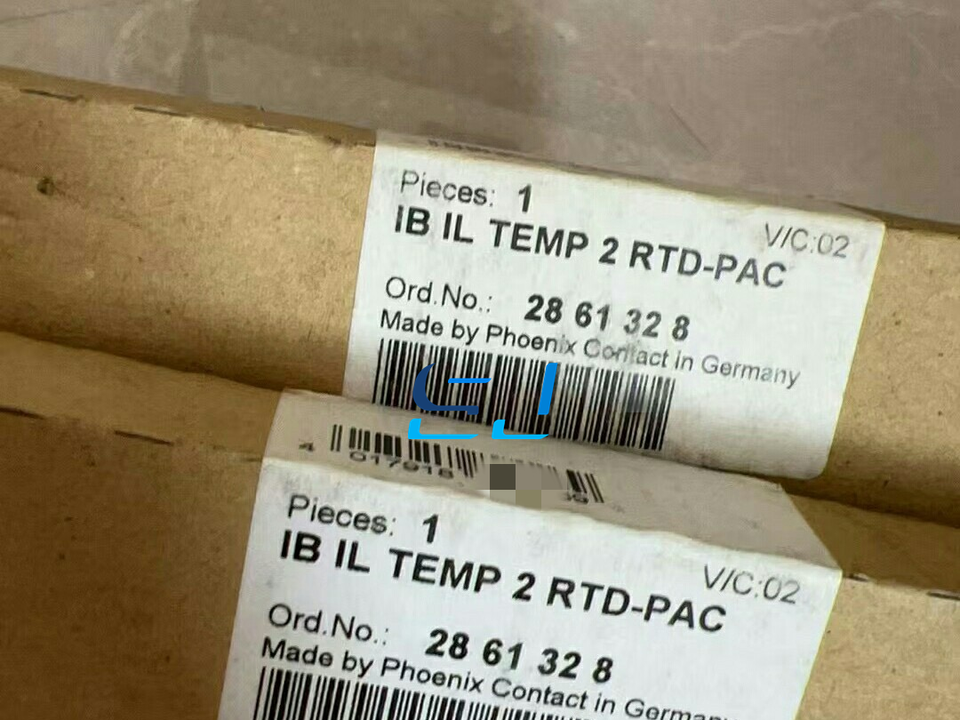 Pieces: 1
V/C:02
IB IL TEMP 2 RTD-PAC
Ord.No.: 28 61 32 8
Made by Phoenix Contact in Germany
4 017918
Pieces: 1
V/C:02
IB IL TEMP 2 RTD-PAC
Ord.No.: 28 61 32 8
Made by Phoenix Contact in Germany